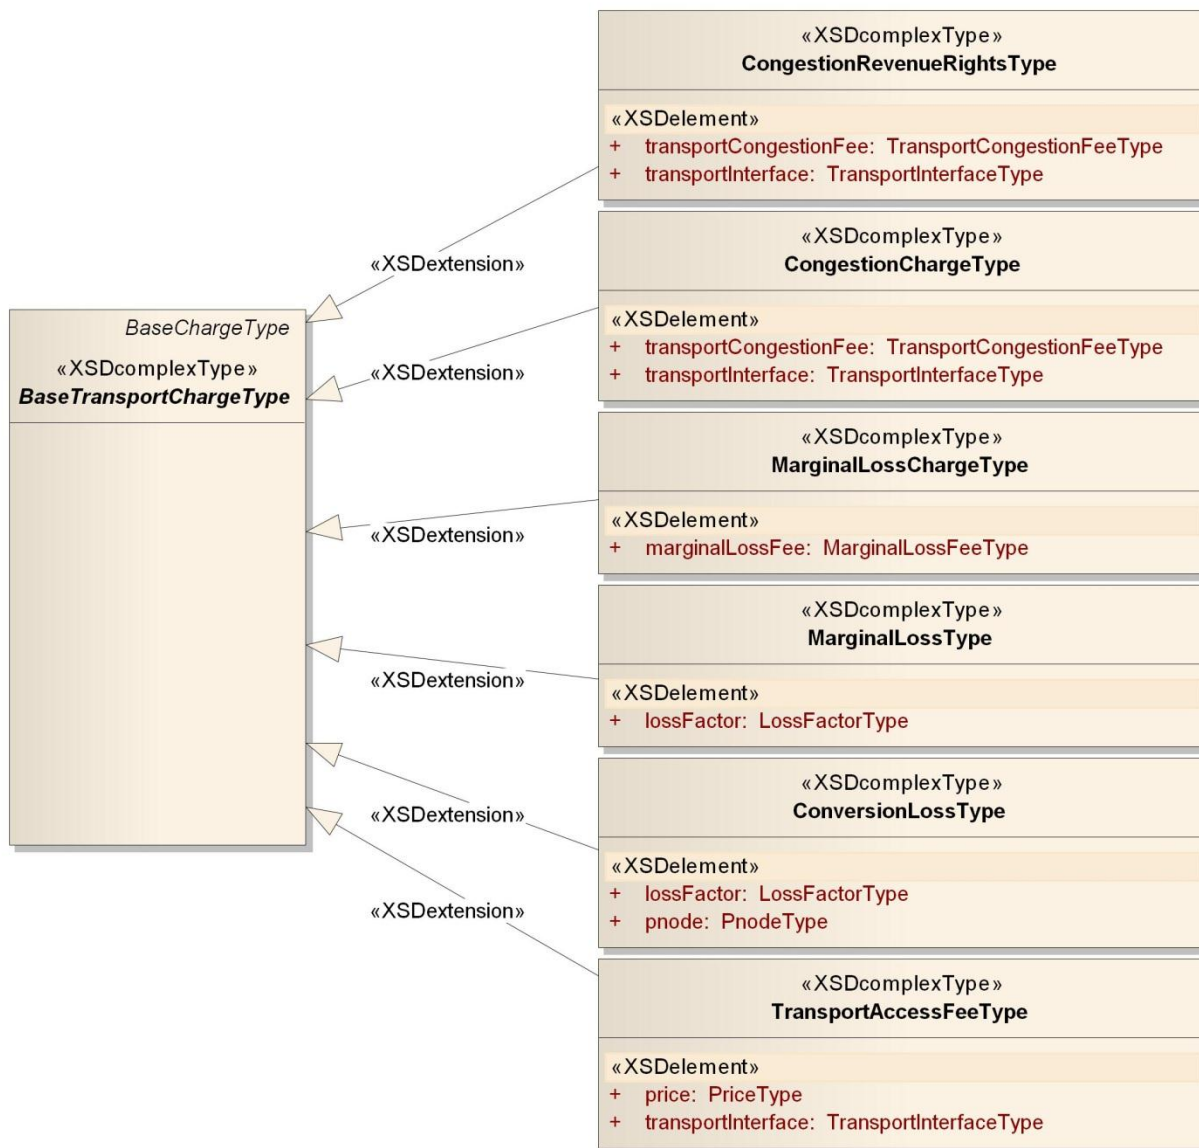 «XSDcomplexType»
CongestionRevenueRightsType
«XSDelement»
+ transportCongestionFee: TransportCongestionFeeType
+ transportInterface: TransportInterfaceType
«XSDcomplexType»
CongestionChargeType
«XSDelement»
+ transportCongestionFee: TransportCongestionFeeType
+ transportInterface: TransportInterfaceType
«XSDcomplexType»
MarginalLossChargeType
«XSDelement»
+ marginalLossFee: MarginalLossFeeType
«XSDcomplexType»
MarginalLossType
«XSDelement»
+ lossFactor: LossFactorType
«XSDcomplexType»
ConversionLossType
«XSDelement»
+ lossFactor: LossFactorType
+ pnode: PnodeType
«XSDcomplexType»
TransportAccessFeeType
«XSDelement»
+ price: PriceType
+ transportInterface: TransportInterfaceType
«XSDextension»
«XSDextension»
«XSDextension»
«XSDextension»
«XSDextension»
«XSDextension»
BaseChargeType
«XSDcomplexType»
BaseTransportChargeType